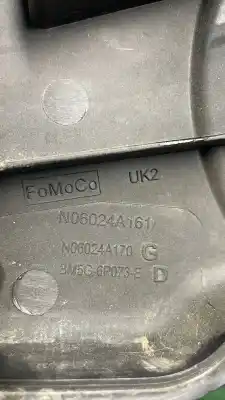 FoMoCo UK2
N06024A161
N06024A170 G
BM5G-6P073-E D